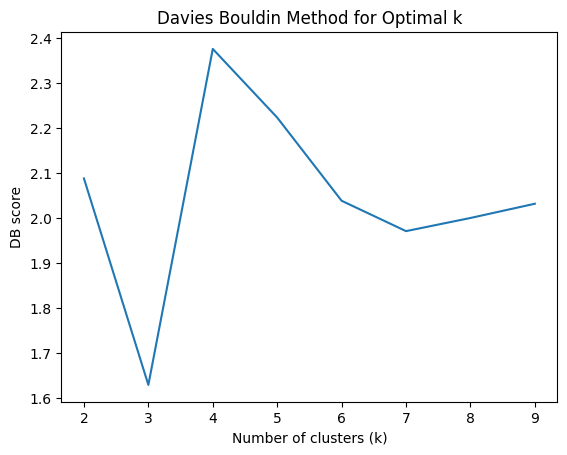 Davies Bouldin Method for Optimal k
2.4
2.3
2.2
2.1
2.0
1.9
1.8
1.7
1.6
DB score
2 3 4 5 6 7 8 9
Number of clusters (k)